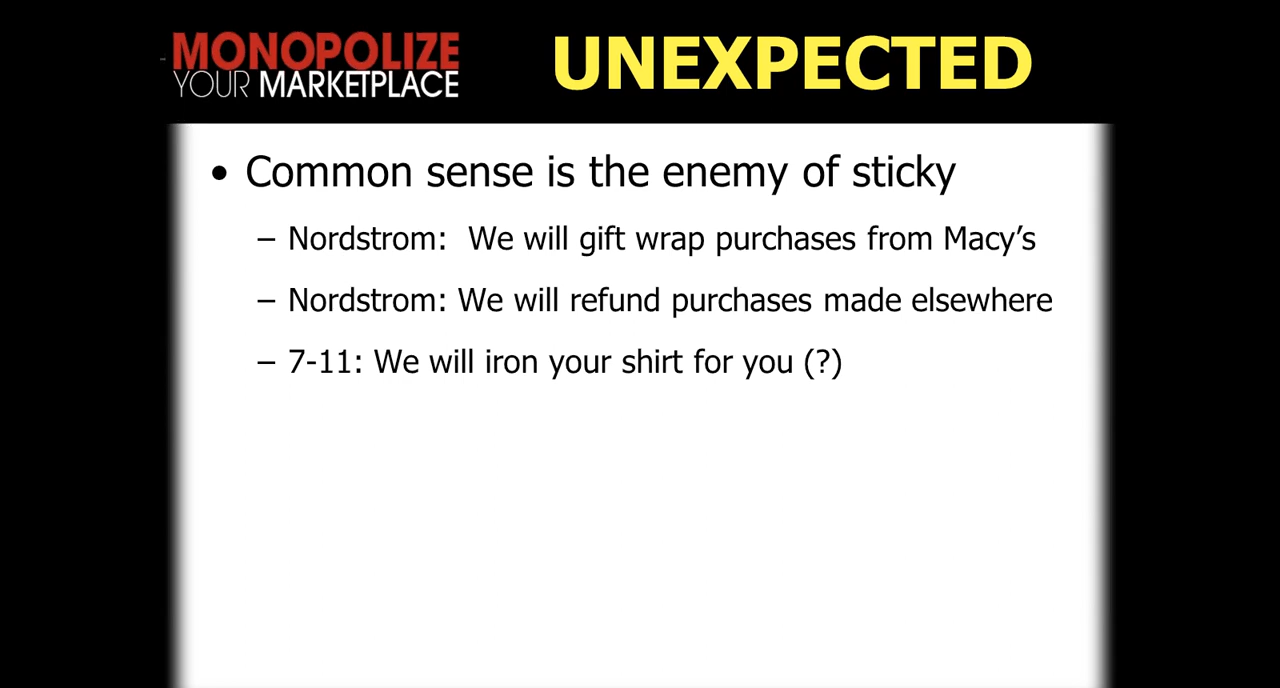 MONOPOLIZE
YOUR MARKETPLACE
UNEXPECTED
• Common sense is the enemy of sticky
– Nordstrom:  We will gift wrap purchases from Macy’s
– Nordstrom: We will refund purchases made elsewhere
– 7-11: We will iron your shirt for you (?)